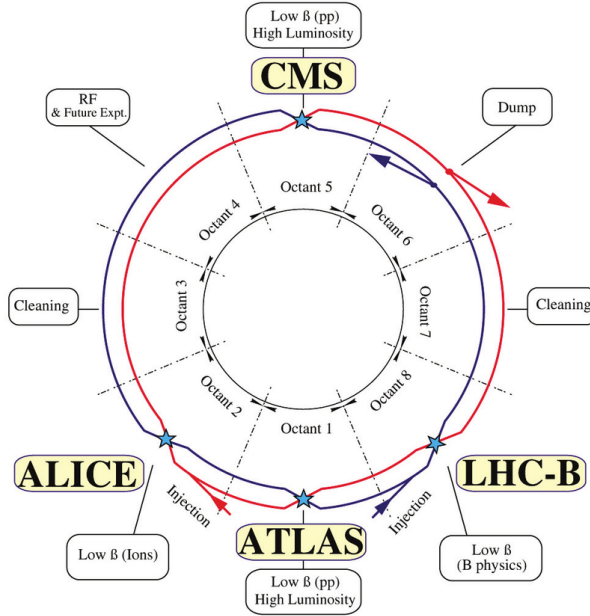 Low ß (pp)
High Luminosity
CMS
RF
& Future Expt.
Dump
Octant 5
Octant 4
Octant 6
Cleaning
Octant 3
Octant 7
Cleaning
Octant 2
Octant 8
Octant 1
ALICE
LHC-B
Injection
Injection
ATLAS
Low ß (Ions)
Low ß
(B physics)
Low ß (pp)
High Luminosity